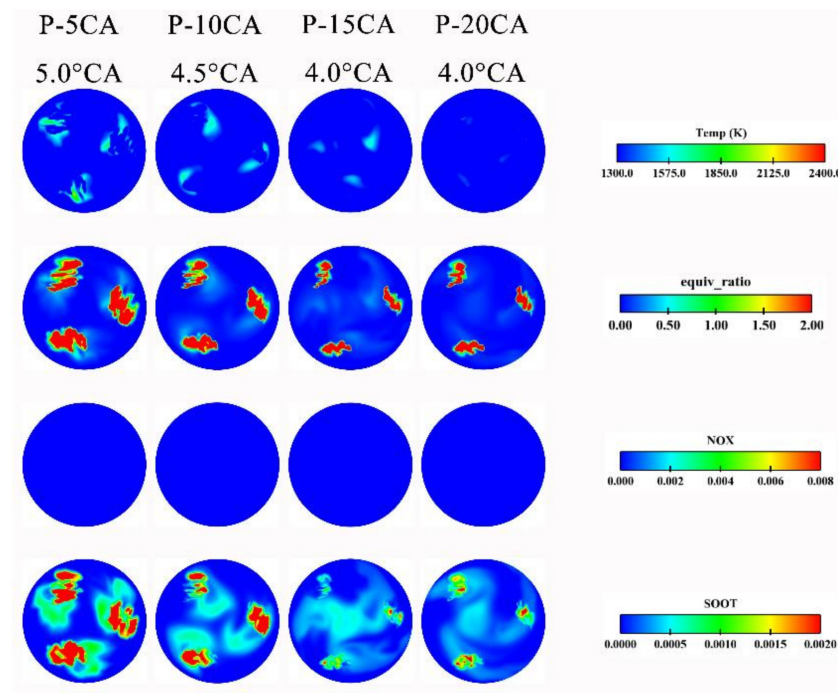 P-5CA P-10CA P-15CA P-20CA
5.0°CA 4.5°CA 4.0°CA 4.0°CA
Temp (K)
1300.0 1575.0 1850.0 2125.0 2400.
equiv_ratio
0.00 0.50 1.00 1.50 2.00
NOX
0.000 0.002 0.004 0.006 0.008
SOOT
0.0000 0.0005 0.0010 0.0015 0.0020